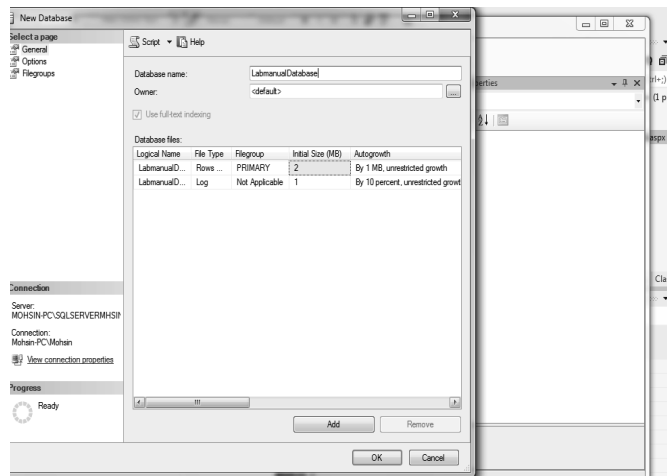 New Database
Select a page
General
Options
Filegroups
Script
Help
Database name:
LabmanualDatabase
Owner:
<default>
...
Use full-text indexing
Database files:
Logical Name File Type Filegroup Initial Size (MB) Autogrowth
LabmanualD... Rows ... PRIMARY 2 By 1 MB, unrestricted growth
LabmanualD... Log Not Applicable 1 By 10 percent, unrestricted growt
Connection
Server:
MOHSIN-PC\SQLSERVERMHSIN
Connection:
Mohsin-PC\Mohsin
View connection properties
Progress
Ready
Add
Remove
OK
Cancel
perties
trl+;)
(1 p
aspx
Cla